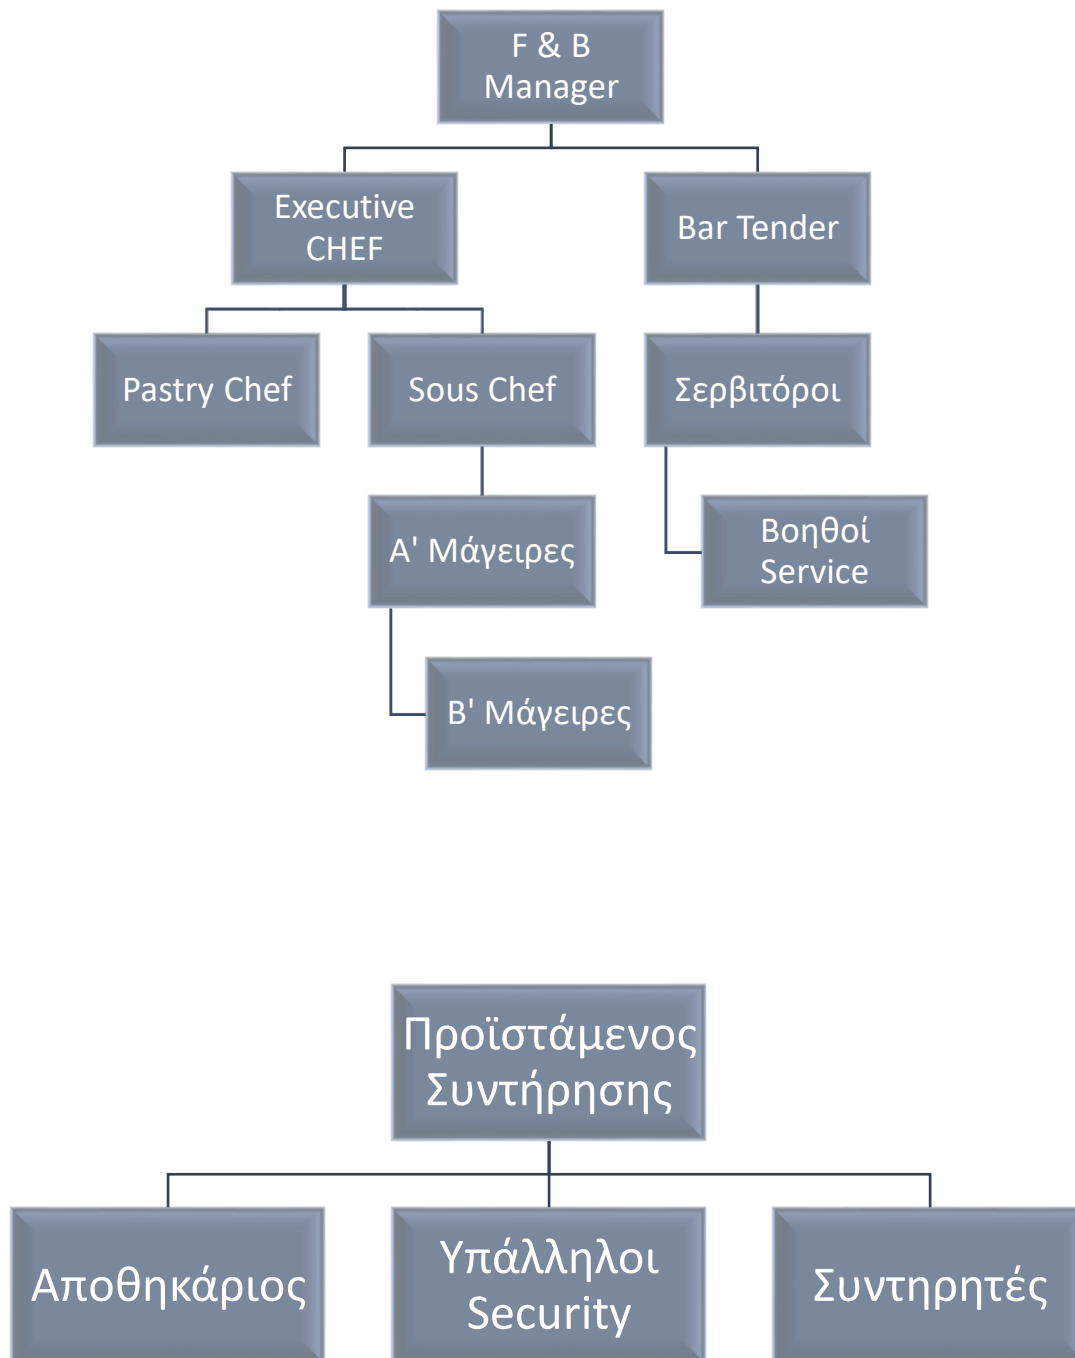 F & B
Manager
Executive
CHEF
Bar Tender
Pastry Chef
Sous Chef
Σερβιτόροι
Α' Μάγειρες
Βοηθοί
Service
Β' Μάγειρες
Προϊστάμενος
Συντήρησης
Αποθηκάριος
Υπάλληλοι
Security
Συντηρητές